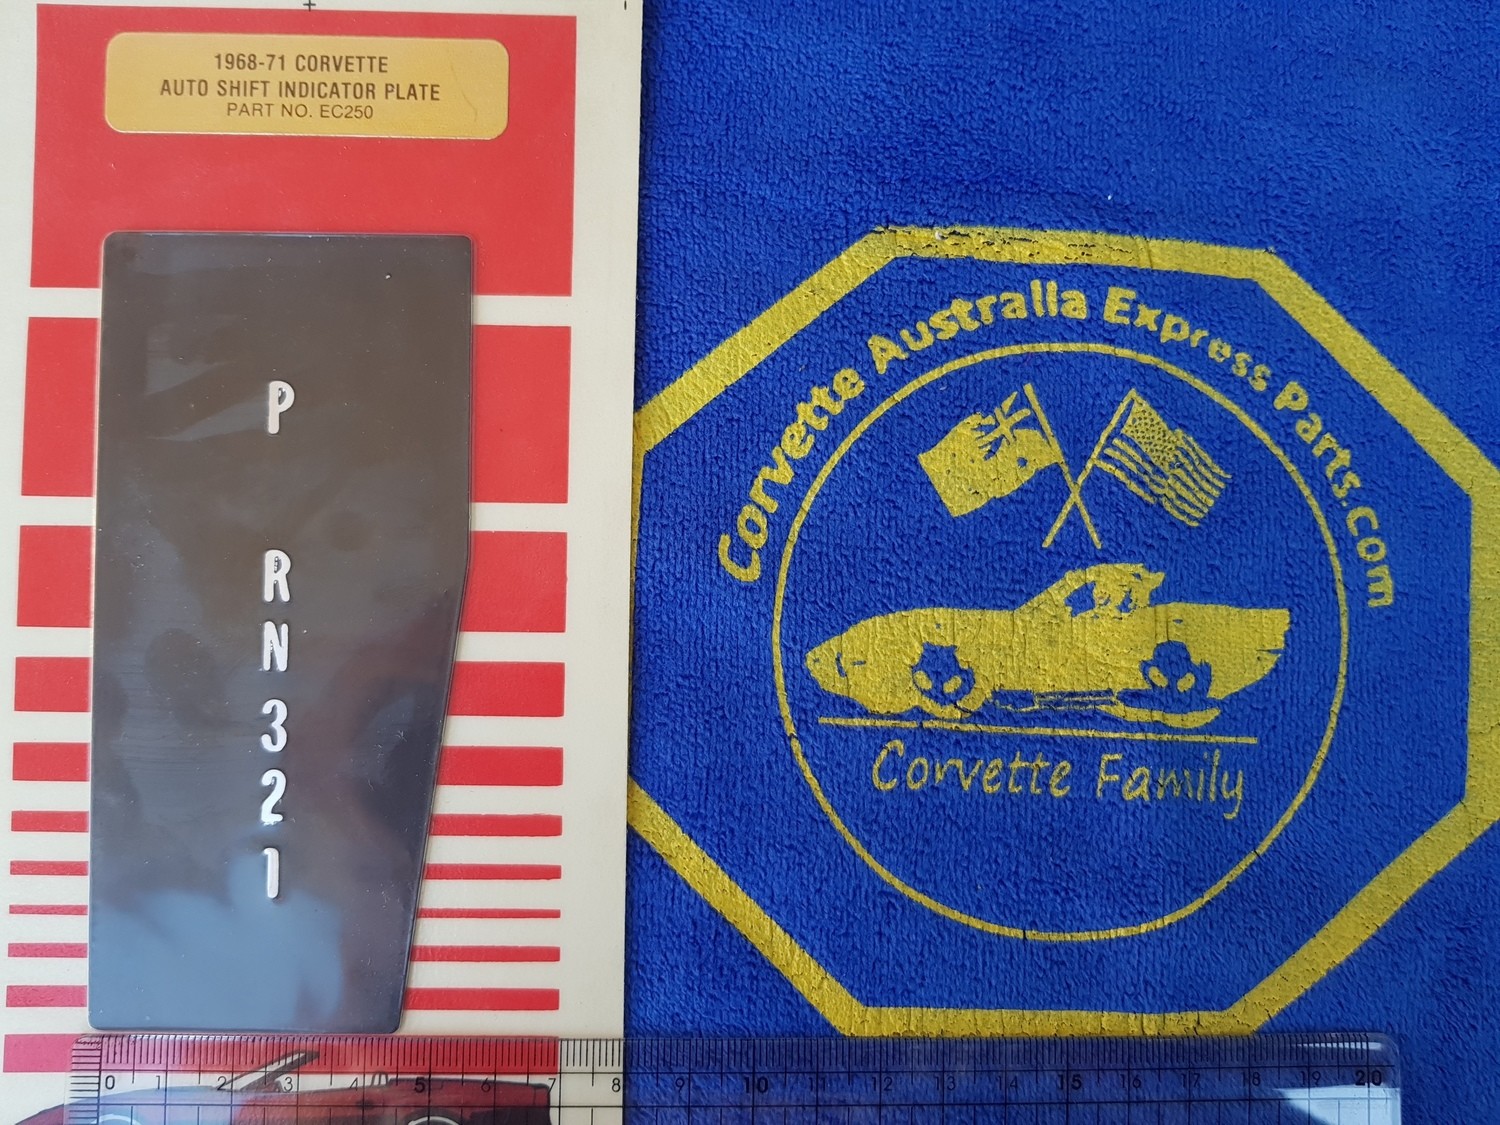 1968-71 CORVETTE
AUTO SHIFT INDICATOR PLATE
PART NO. EC250
P
R
N
3
2
1
Corvette Australia Express Parts.Com
Corvette Family
0 1 2 3 4 5 6 7 8 9 10 11 12 13 14 15 16 17 18 19 20